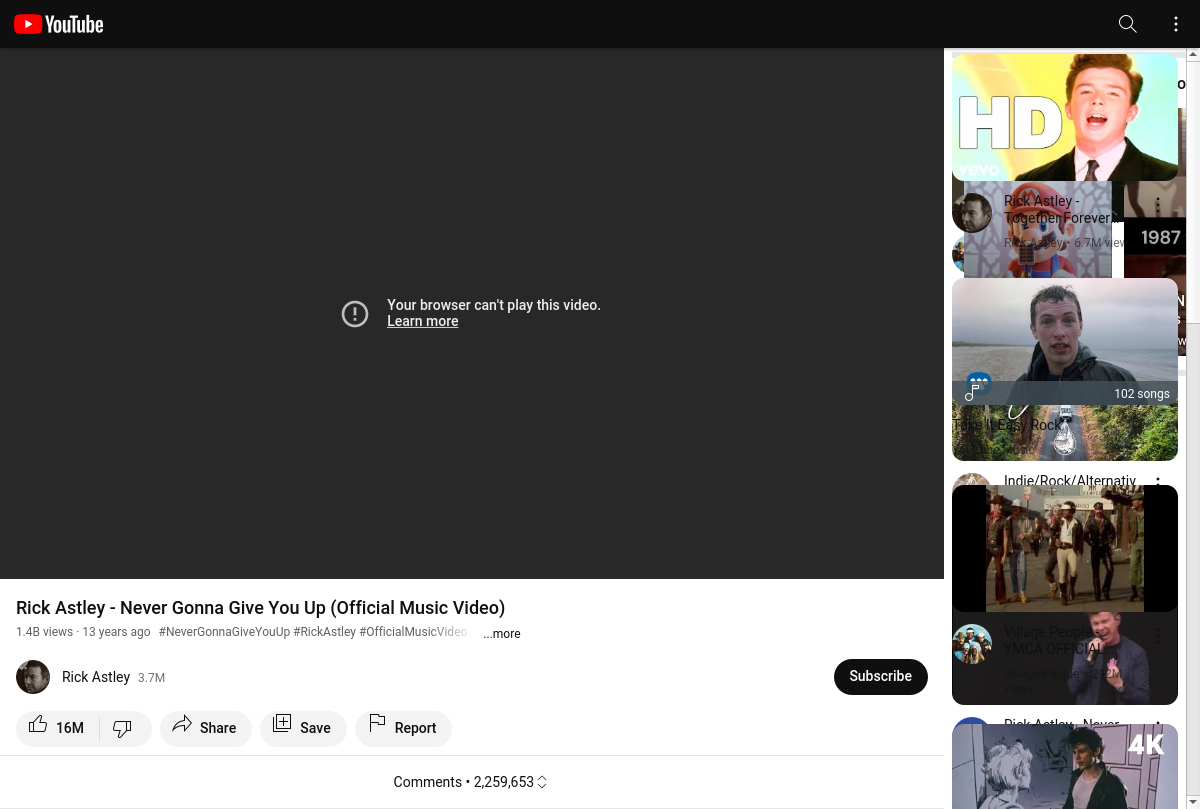 YouTube
Your browser can't play this video.
Learn more
Rick Astley - Never Gonna Give You Up (Official Music Video)
1.4B views · 13 years ago #NeverGonnaGiveYouUp #RickAstley #OfficialMusicVideo ...more
Rick Astley 3.7M
Subscribe
16M
Share
Save
Report
Comments • 2,259,653
HD
vevo
Rick Astley -
Together Forever...
Rick Astley • 6.7M view
1987
102 songs
Take It Easy Rock
Indie/Rock/Alternativ
Village People -
YMCA OFFICIAL...
Village People • 212M
views
Rick Astley - Never
4K